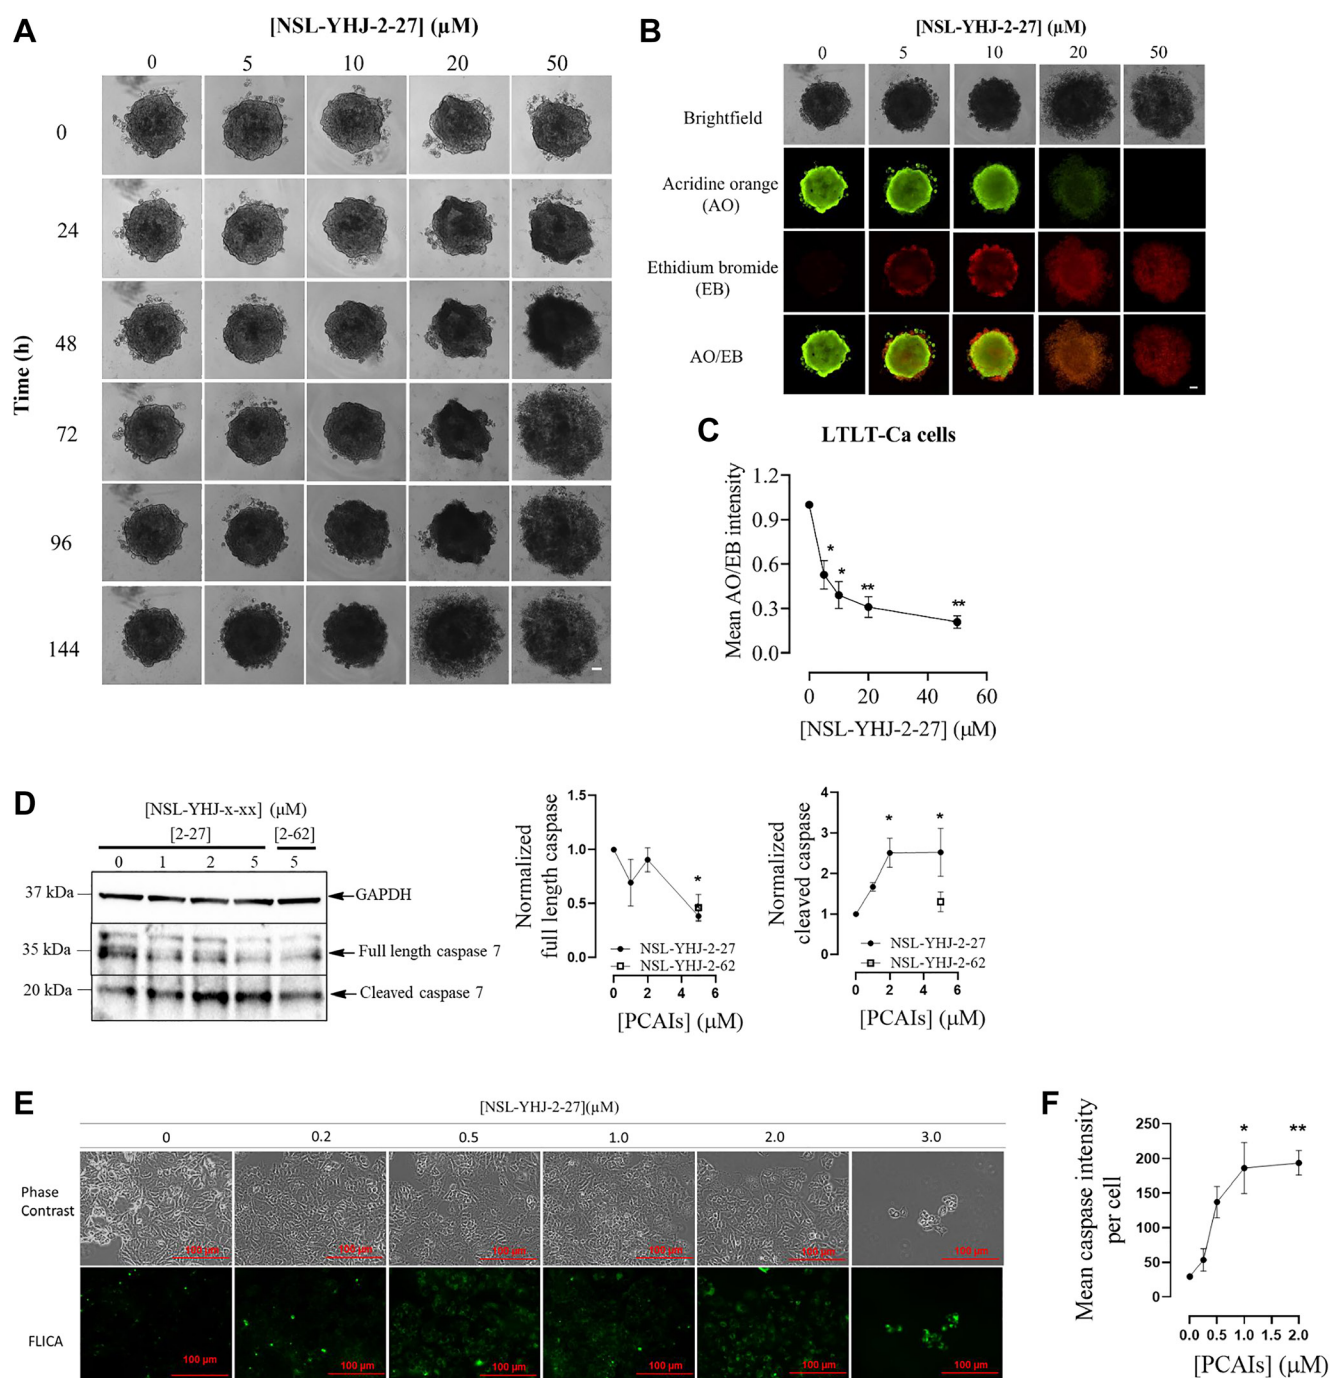 A
[NSL-YHJ-2-27] (µM)
0 5 10 20 50
Time (h)
0
24
48
72
96
144
B
[NSL-YHJ-2-27] (µM)
0 5 10 20 50
Brightfield
Acridine orange
(AO)
Ethidium bromide
(EB)
AO/EB
C
LTLT-Ca cells
Mean AO/EB intensity
1.2
0.9
0.6
0.3
0.0
* * ** **
0 20 40 60
[NSL-YHJ-2-27] (µM)
D
[NSL-YHJ-x-xx] (µM)
[2-27] [2-62]
0 1 2 5 5
37 kDa GAPDH
35 kDa Full length caspase 7
20 kDa Cleaved caspase 7
Normalized
full length caspase
1.5
1.0
0.5
0.0
*
NSL-YHJ-2-27
NSL-YHJ-2-62
0 2 4 6
[PCAIs] (µM)
Normalized
cleaved caspase
4
3
2
1
0
* *
NSL-YHJ-2-27
NSL-YHJ-2-62
0 2 4 6
[PCAIs] (µM)
E
[NSL-YHJ-2-27](µM)
0 0.2 0.5 1.0 2.0 3.0
Phase
Contrast
100 µm 100 µm 100 µm 100 µm 100 µm 100 µm
FLICA
100 µm 100 µm 100 µm 100 µm 100 µm 100 µm
F
Mean caspase intensity
per cell
250
200
150
100
50
0
* **
0.0 0.5 1.0 1.5 2.0
[PCAIs] (µM)